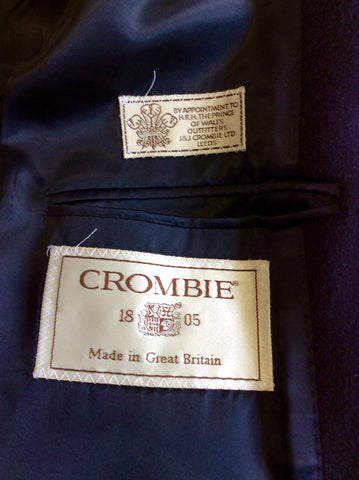 BY APPOINTMENT TO
H.R.H. THE PRINCE
OF WALES
OUTFITTERS
J&J CROMBIE LTD
LEEDS
CROMBIE®
18 05
Made in Great Britain